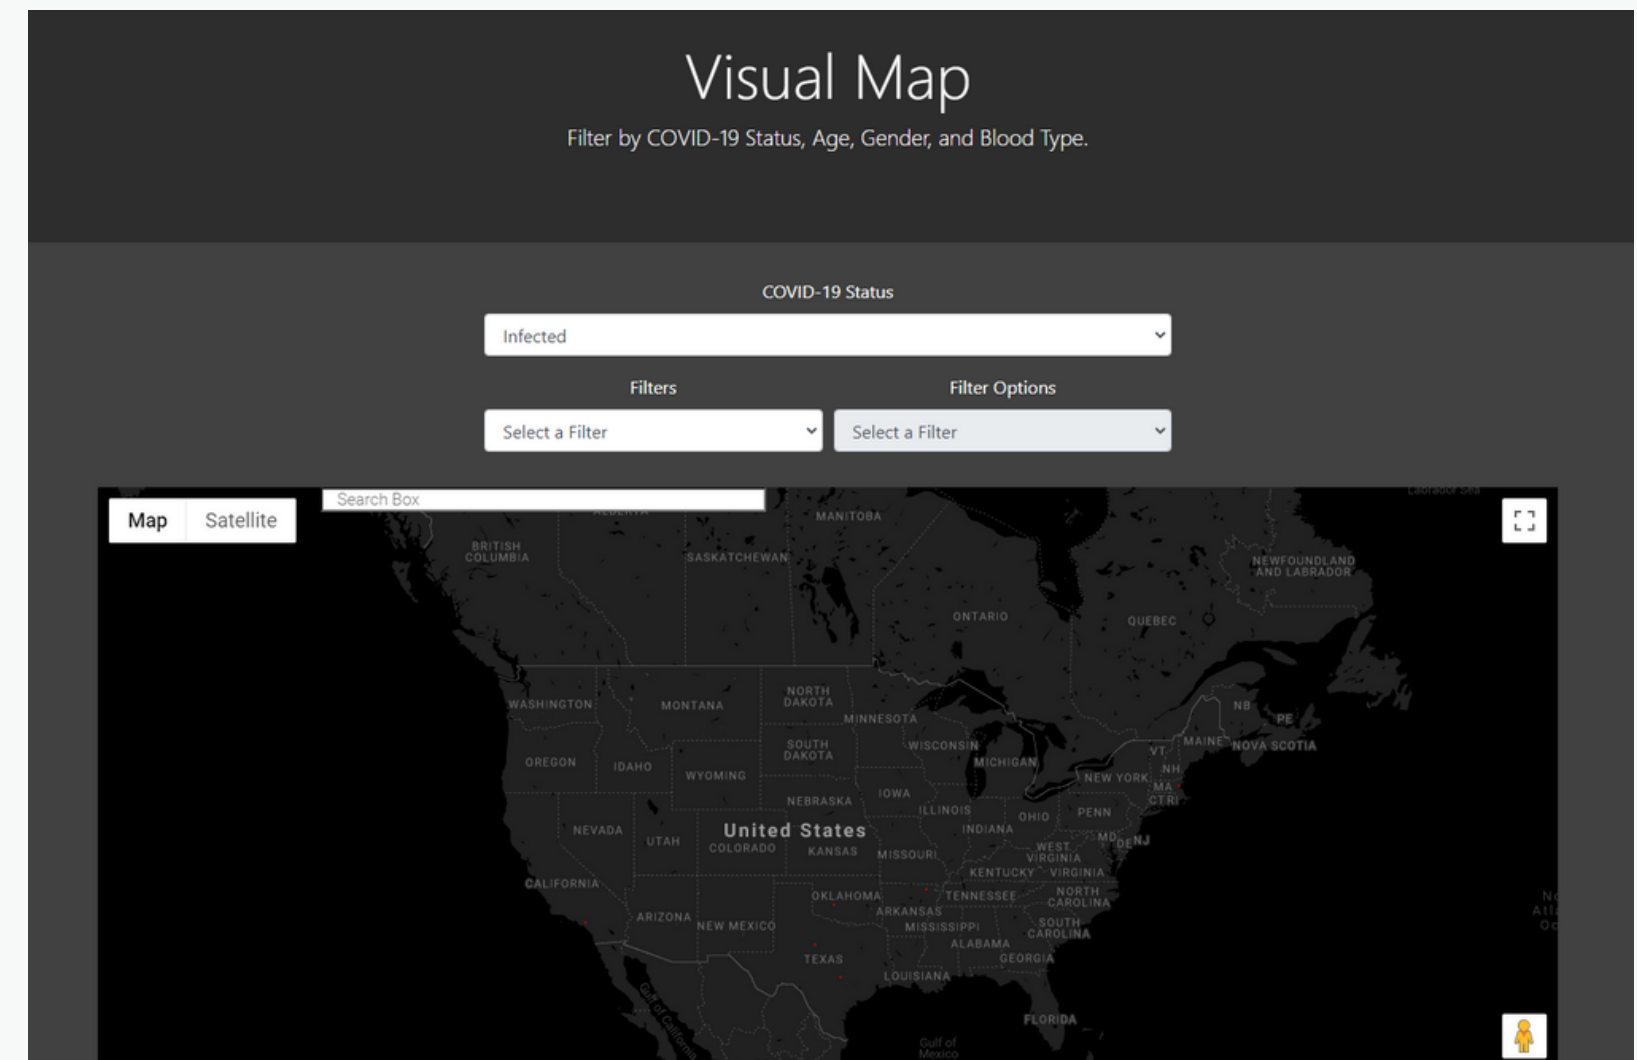 Visual Map
Filter by COVID-19 Status, Age, Gender, and Blood Type.
COVID-19 Status
Infected
Filters
Filter Options
Select a Filter
Select a Filter
Map
Satellite
Search Box
Labrador Sea
MANITOBA
BRITISH
COLUMBIA
SASKATCHEWAN
NEWFOUNDLAND
AND LABRADOR
ONTARIO
QUEBEC
WASHINGTON
MONTANA
NORTH
DAKOTA
MINNESOTA
NB
PE
SOUTH
DAKOTA
WISCONSIN
VT
MAINE
NOVA SCOTIA
OREGON
IDAHO
WYOMING
MICHIGAN
NEW YORK
NH
MA
CT RI
NEBRASKA
IOWA
ILLINOIS
INDIANA
OHIO
PENN
NEVADA
UTAH
United States
COLORADO
KANSAS
MISSOURI
WEST
VIRGINIA
MD
DE
NJ
KENTUCKY
VIRGINIA
CALIFORNIA
OKLAHOMA
TENNESSEE
NORTH
CAROLINA
ARIZONA
NEW MEXICO
ARKANSAS
MISSISSIPPI
SOUTH
CAROLINA
ALABAMA
TEXAS
GEORGIA
LOUISIANA
Gulf of California
FLORIDA
Gulf of
Mexico